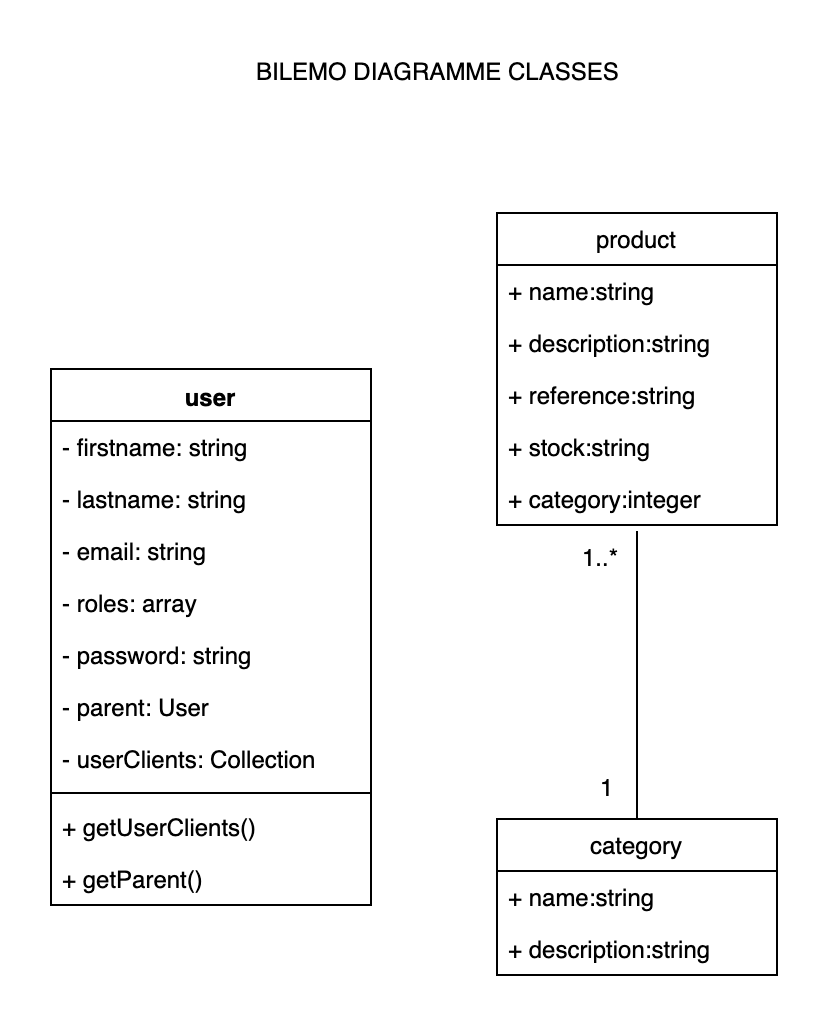 BILEMO DIAGRAMME CLASSES
product
+ name:string
+ description:string
+ reference:string
+ stock:string
+ category:integer
1..*
1
category
+ name:string
+ description:string
user
- firstname: string
- lastname: string
- email: string
- roles: array
- password: string
- parent: User
- userClients: Collection
+ getUserClients()
+ getParent()